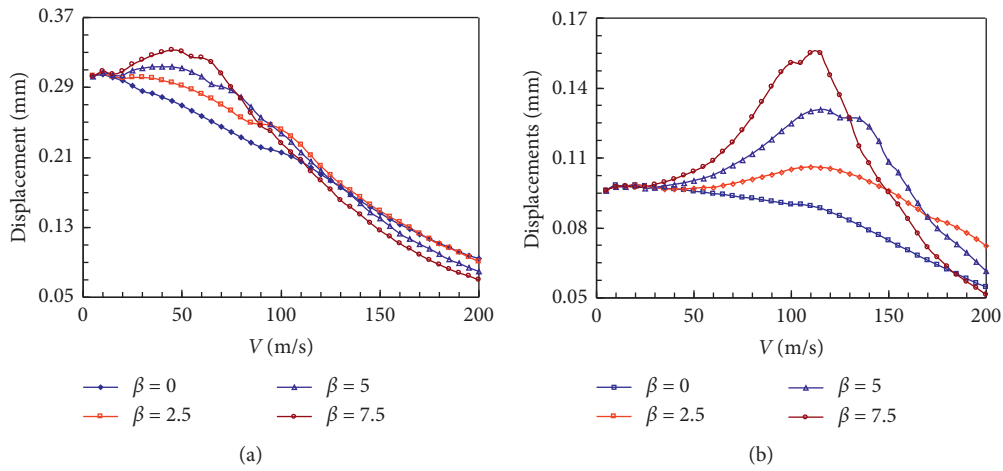 0.37
0.29
0.21
0.13
0.05
Displacement (mm)
0 50 100 150 200
V (m/s)
β = 0 β = 5
β = 2.5 β = 7.5
(a)
0.17
0.14
0.11
0.08
0.05
Displacements (mm)
0 50 100 150 200
V (m/s)
β = 0 β = 5
β = 2.5 β = 7.5
(b)